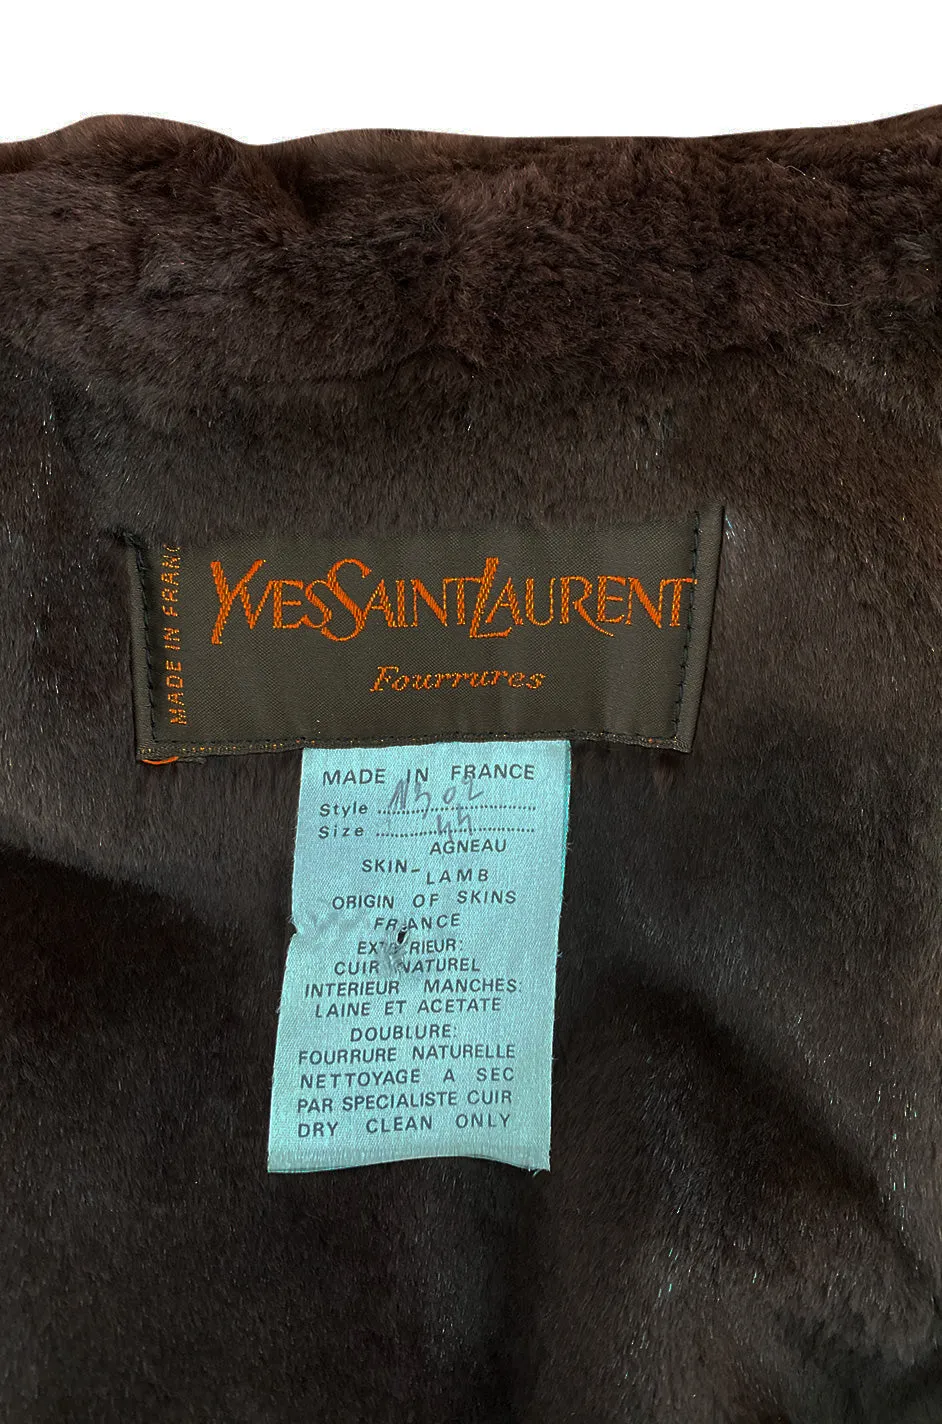 MADE IN FRANC
YVESSAINTLAURENT
Fourrures
MADE IN FRANCE
Style
Size 44
AGNEAU
SKIN-LAMB
ORIGIN OF SKINS
FRANCE
EXTERIEUR:
CUIR NATUREL
INTERIEUR MANCHES:
LAINE ET ACETATE
DOUBLURE:
FOURRURE NATURELLE
NETTOYAGE A SEC
PAR SPECIALISTE CUIR
DRY CLEAN ONLY